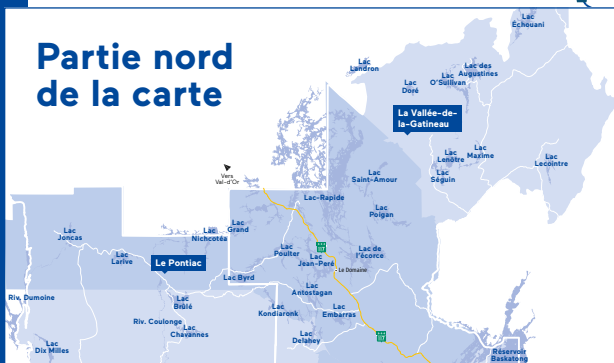 Partie nord
de la carte
Lac
Échouani
Lac
Landron
Lac des
Augustines
Lac
O'Sullivan
Lac
Doré
La Vallée-de-
la-Gatineau
Lac
Lenôtre
Lac
Maxime
Lac
Lecointre
Lac
Séguin
Vers
Val-d'Or
Lac
Saint-Amour
Lac-Rapide
Lac
Poigan
Lac
Joncas
Lac
Nichcotéa
Lac
Grand
Lac
Larive
Le Pontiac
Lac
Poulter
Lac
Jean-Peré
117
Lac de
l'écorce
Le Domaine
Lac Byrd
Lac
Antostagan
Riv. Dumoine
Lac
Brûlé
Lac
Kondiaronk
Lac
Embarras
Riv. Coulonge
Lac
Chavannes
Lac
Delahey
117
Lac
Dix Milles
Réservoir
Baskatong